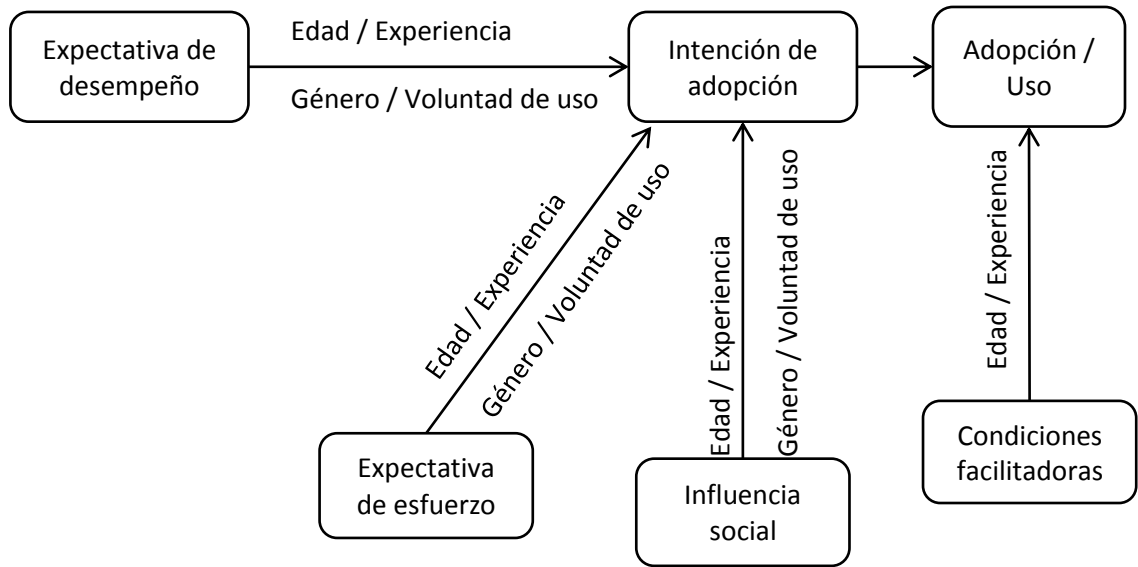 Expectativa de
desempeño
Edad / Experiencia
Género / Voluntad de uso
Intención de
adopción
Adopción /
Uso
Edad / Experiencia
Género / Voluntad de uso
Edad / Experiencia
Género / Voluntad de uso
Edad / Experiencia
Expectativa
de esfuerzo
Influencia
social
Condiciones
facilitadoras